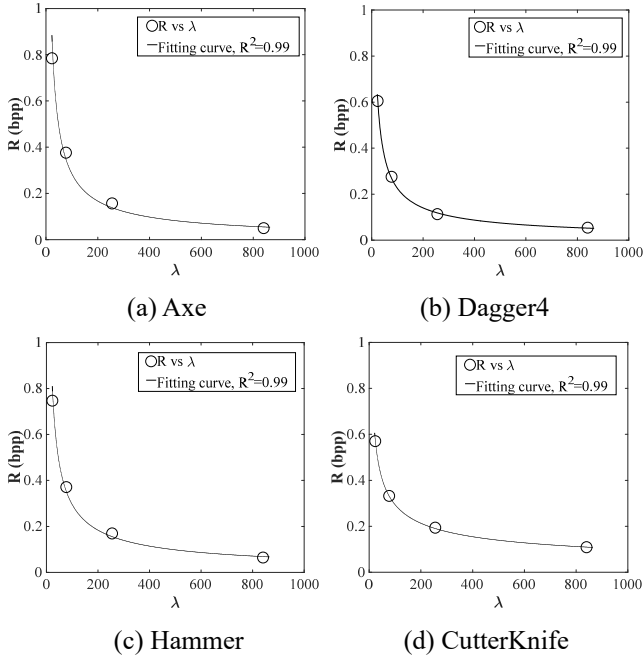 R vs λ
Fitting curve, R²=0.99
R (bpp)
1
0.8
0.6
0.4
0.2
0
0 200 400 600 800 1000
λ
(a) Axe
R vs λ
Fitting curve, R²=0.99
R (bpp)
1
0.8
0.6
0.4
0.2
0
0 200 400 600 800 1000
λ
(b) Dagger4
R vs λ
Fitting curve, R²=0.99
R (bpp)
1
0.8
0.6
0.4
0.2
0
0 200 400 600 800 1000
λ
(c) Hammer
R vs λ
Fitting curve, R²=0.99
R (bpp)
1
0.8
0.6
0.4
0.2
0
0 200 400 600 800 1000
λ
(d) CutterKnife